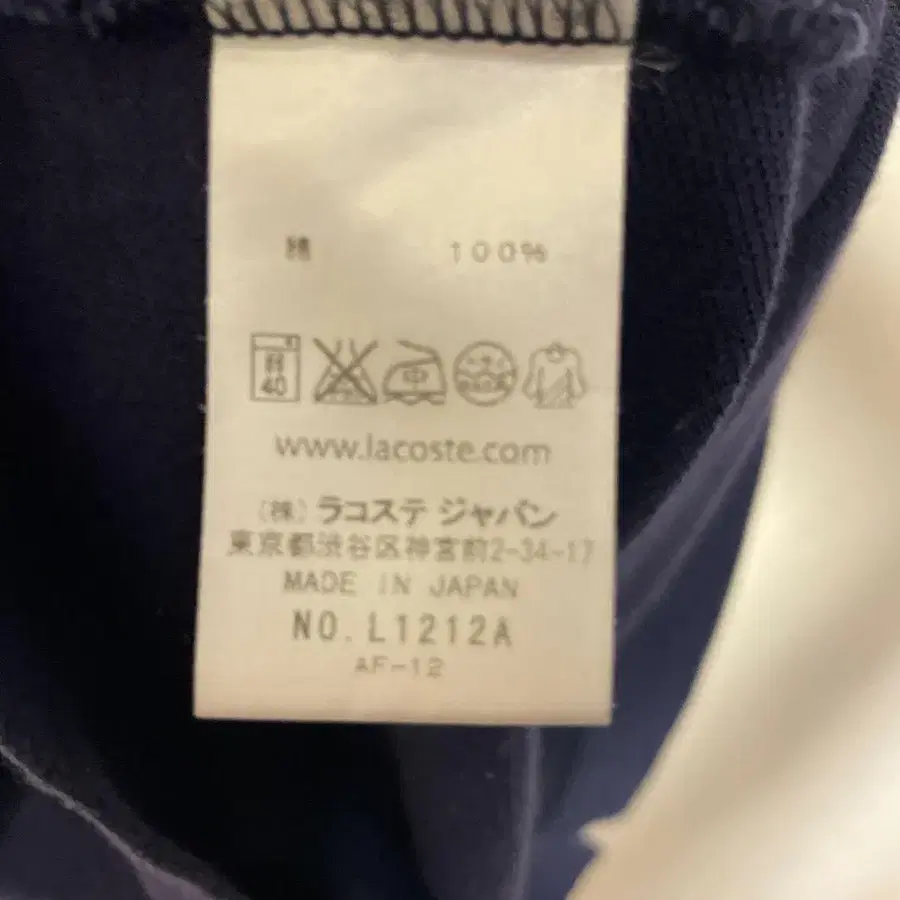 綿 100%
40 中
www.lacoste.com
(株) ラコステ ジャパン
東京都渋谷区神宮前2-34-17
MADE IN JAPAN
NO. L1212A
AF-12